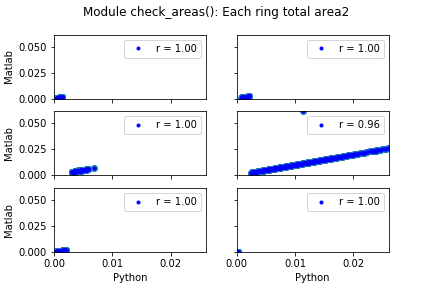 Module check_areas(): Each ring total area2
0.050
0.025
0.000
Matlab
r = 1.00
r = 1.00
0.050
0.025
0.000
Matlab
r = 1.00
r = 0.96
0.050
0.025
0.000
Matlab
r = 1.00
r = 1.00
0.00 0.01 0.02
0.00 0.01 0.02
Python
Python